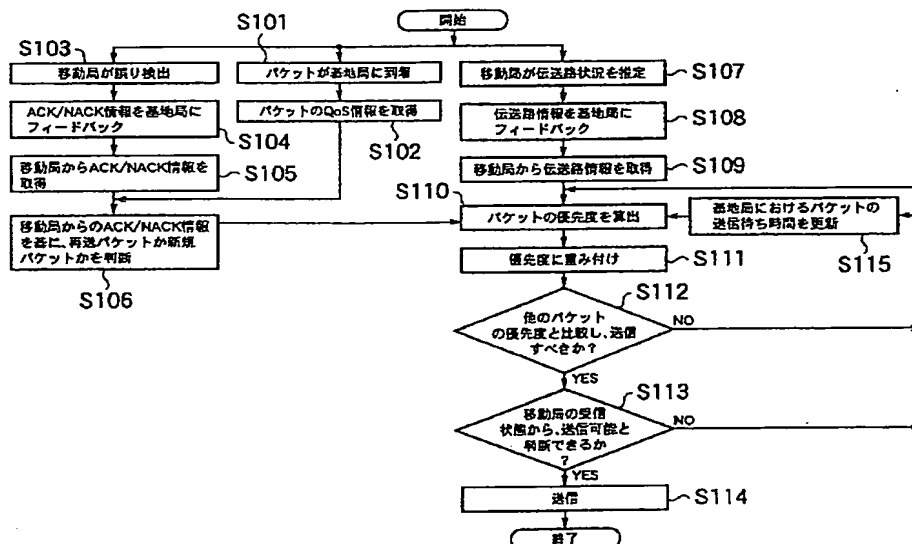 開始
S103
移動局が誤り検出
ACK/NACK情報を基地局に
フィードバック
S104
移動局からACK/NACK情報を
取得
S105
移動局からのACK/NACK情報
を基に、再送パケットか新規
パケットかを判断
S106
S101
パケットが基地局に到着
パケットのQoS情報を取得
S102
移動局が伝送路状況を推定
S107
伝送路情報を基地局に
フィードバック
S108
移動局から伝送路情報を取得
S109
S110
パケットの優先度を算出
基地局におけるパケットの
送信待ち時間を更新
S115
優先度に重み付け
S111
S112
他のパケット
の優先度と比較し、送信
すべきか?
NO
YES
S113
移動局の受信
状態から、送信可能と
判断できるか
?
NO
YES
送信
S114
終了